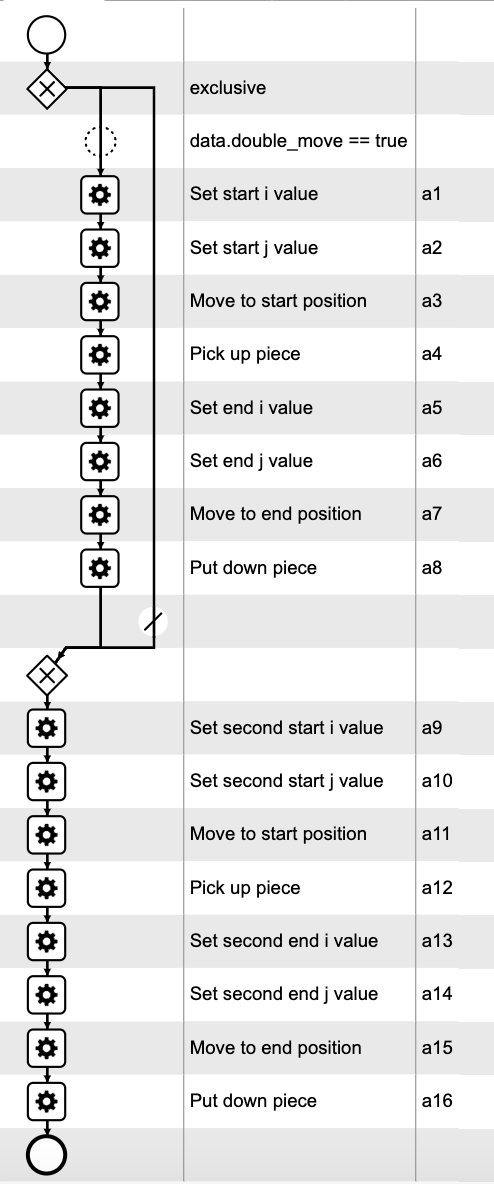 exclusive
data.double_move == true
Set start i value a1
Set start j value a2
Move to start position a3
Pick up piece a4
Set end i value a5
Set end j value a6
Move to end position a7
Put down piece a8
Set second start i value a9
Set second start j value a10
Move to start position a11
Pick up piece a12
Set second end i value a13
Set second end j value a14
Move to end position a15
Put down piece a16